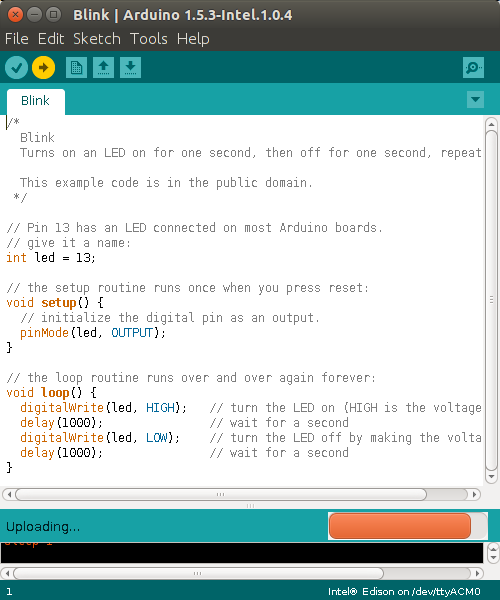 Blink | Arduino 1.5.3-Intel.1.0.4
File Edit Sketch Tools Help
Blink
/*
  Blink
  Turns on an LED on for one second, then off for one second, repeat
  This example code is in the public domain.
 */
// Pin 13 has an LED connected on most Arduino boards.
// give it a name:
int led = 13;
// the setup routine runs once when you press reset:
void setup() {
  // initialize the digital pin as an output.
  pinMode(led, OUTPUT);
}
// the loop routine runs over and over again forever:
void loop() {
  digitalWrite(led, HIGH);   // turn the LED on (HIGH is the voltage
  delay(1000);               // wait for a second
  digitalWrite(led, LOW);    // turn the LED off by making the volta
  delay(1000);               // wait for a second
}
Uploading...
1
Intel® Edison on /dev/ttyACM0